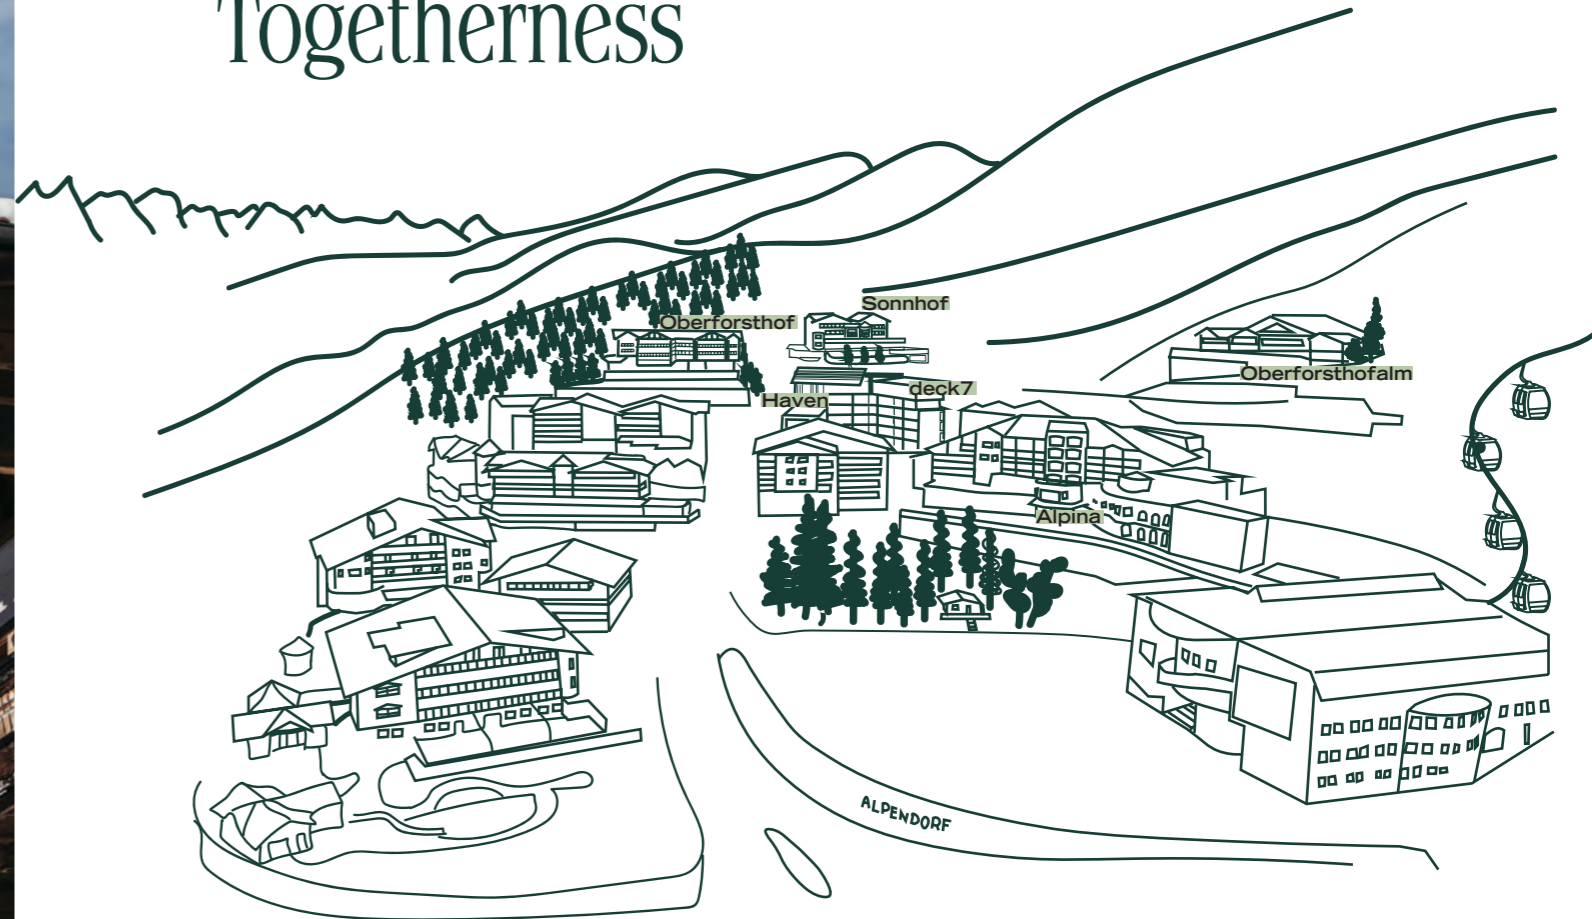 Togetherness
Sonnhof
Oberforsthof
Oberforsthofalm
deck7
Haven
Alpina
ALPENDORF